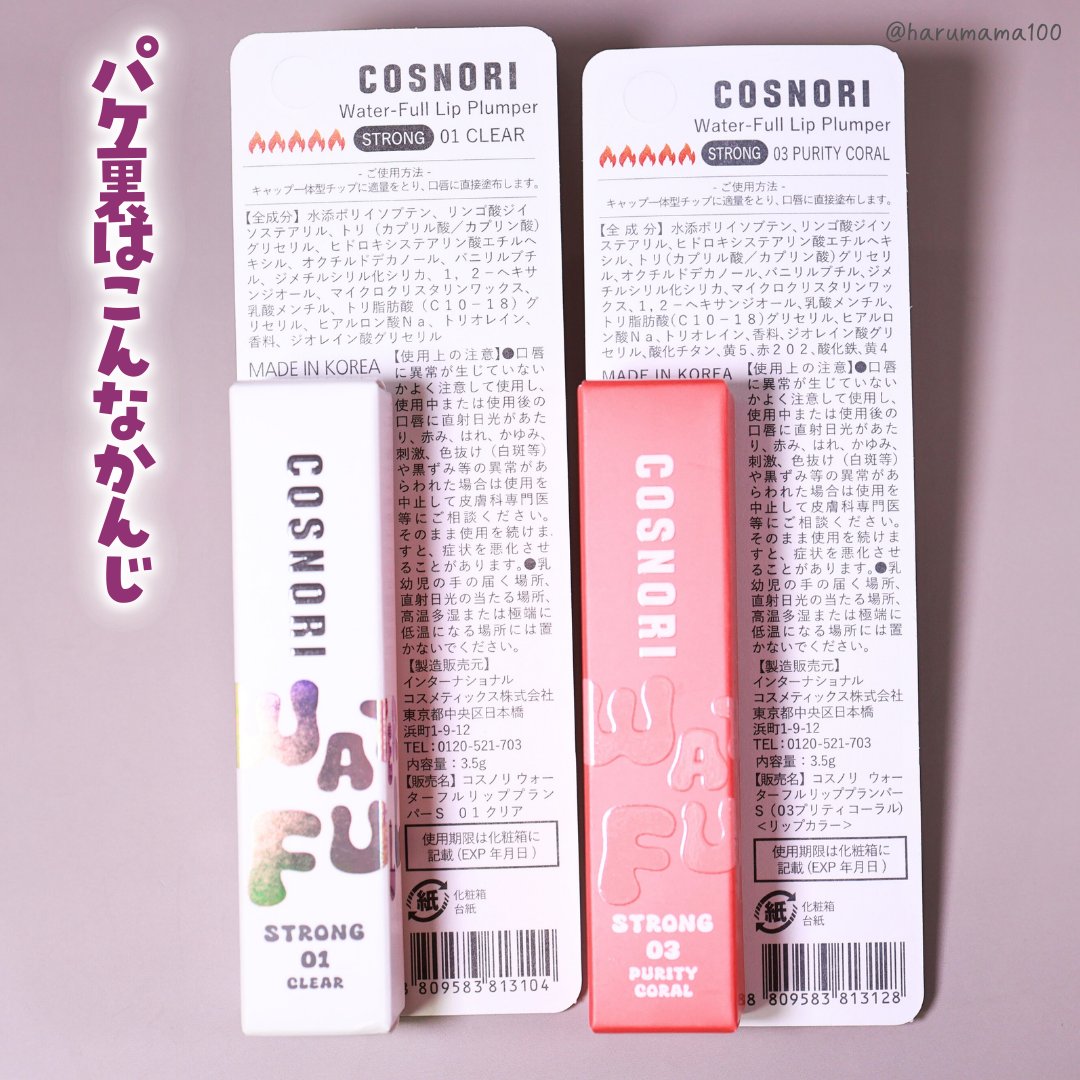 @harumama100
パケ裏はこんなかんじ
COSNORI
Water-Full Lip Plumper
STRONG 01 CLEAR
- ご使用方法 -
キャップ一体型チップに適量をとり、口唇に直接塗布します。
【全成分】水添ポリイソブテン、リンゴ酸ジイ
ソステアリル、トリ（カプリル酸／カプリン酸）
グリセリル、ヒドロキシステアリン酸エチルヘ
キシル、オクチルドデカノール、バニリルブチ
ル、ジメチルシリル化シリカ、１，２－ヘキサ
ンジオール、マイクロクリスタリンワックス、
乳酸メンチル、トリ脂肪酸（Ｃ１０－１８）グ
リセリル、ヒアルロン酸Ｎａ、トリオレイン、
香料、ジオレイン酸グリセリル
MADE IN KOREA
【使用上の注意】●口唇
に異常が生じていない
かよく注意して使用し、
使用中または使用後の
口唇に直射日光があた
り、赤み、はれ、かゆみ、
刺激、色抜け（白斑等）
や黒ずみ等の異常があ
らわれた場合は使用を
中止して皮膚科専門医
等にご相談ください。
そのまま使用を続けま
すと、症状を悪化させ
ることがあります。●乳
幼児の手の届く場所、
直射日光の当たる場所、
高温多湿または極端に
低温になる場所には置
かないでください。
【製造販売元】
インターナショナル
コスメティックス株式会社
東京都中央区日本橋
浜町1-9-12
TEL：0120-521-703
内容量：3.5g
【販売名】コスノリ ウォー
ターフルリッププラン
パーＳ ０１クリア
使用期限は化粧箱に
記載 (EXP 年月日)
紙
化粧箱
台紙
8 809583 813104
COSNORI
WAFU
STRONG
01
CLEAR
COSNORI
Water-Full Lip Plumper
STRONG 03 PURITY CORAL
- ご使用方法 -
キャップ一体型チップに適量をとり、口唇に直接塗布します。
【全成分】水添ポリイソブテン、リンゴ酸ジイソ
ステアリル、ヒドロキシステアリン酸エチルヘキ
シル、トリ（カプリル酸／カプリン酸）グリセリ
ル、オクチルドデカノール、バニリルブチル、ジメ
チルシリル化シリカ、マイクロクリスタリンワック
ス、１，２－ヘキサンジオール、乳酸メンチル、
トリ脂肪酸（Ｃ１０－１８）グリセリル、ヒアルロ
ン酸Ｎａ、トリオレイン、香料、ジオレイン酸グリ
セリル、酸化チタン、黄５、赤２０２、酸化鉄、黄４
MADE IN KOREA
【使用上の注意】●口唇
に異常が生じていない
かよく注意して使用し、
使用中または使用後の
口唇に直射日光があた
り、赤み、はれ、かゆみ、
刺激、色抜け（白斑等）
や黒ずみ等の異常があ
らわれた場合は使用を
中止して皮膚科専門医
等にご相談ください。
そのまま使用を続けま
すと、症状を悪化させ
ることがあります。●乳
幼児の手の届く場所、
直射日光の当たる場所、
高温多湿または極端に
低温になる場所には置
かないでください。
【製造販売元】
インターナショナル
コスメティックス株式会社
東京都中央区日本橋
浜町1-9-12
TEL：0120-521-703
内容量：3.5g
【販売名】コスノリ ウォー
ターフルリッププランパー
Ｓ（03プリティコーラル）
＜リップカラー＞
使用期限は化粧箱に
記載 (EXP 年月日)
紙
化粧箱
台紙
88 809583 813128
COSNORI
WAFU
STRONG
03
PURITY
CORAL